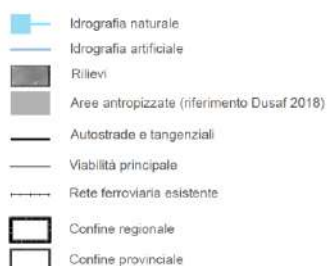 Idrografia naturale
Idrografia artificiale
Rilievi
Aree antropizzate (riferimento Dusaf 2018)
Autostrade e tangenziali
Viabilità principale
Rete ferroviaria esistente
Confine regionale
Confine provinciale